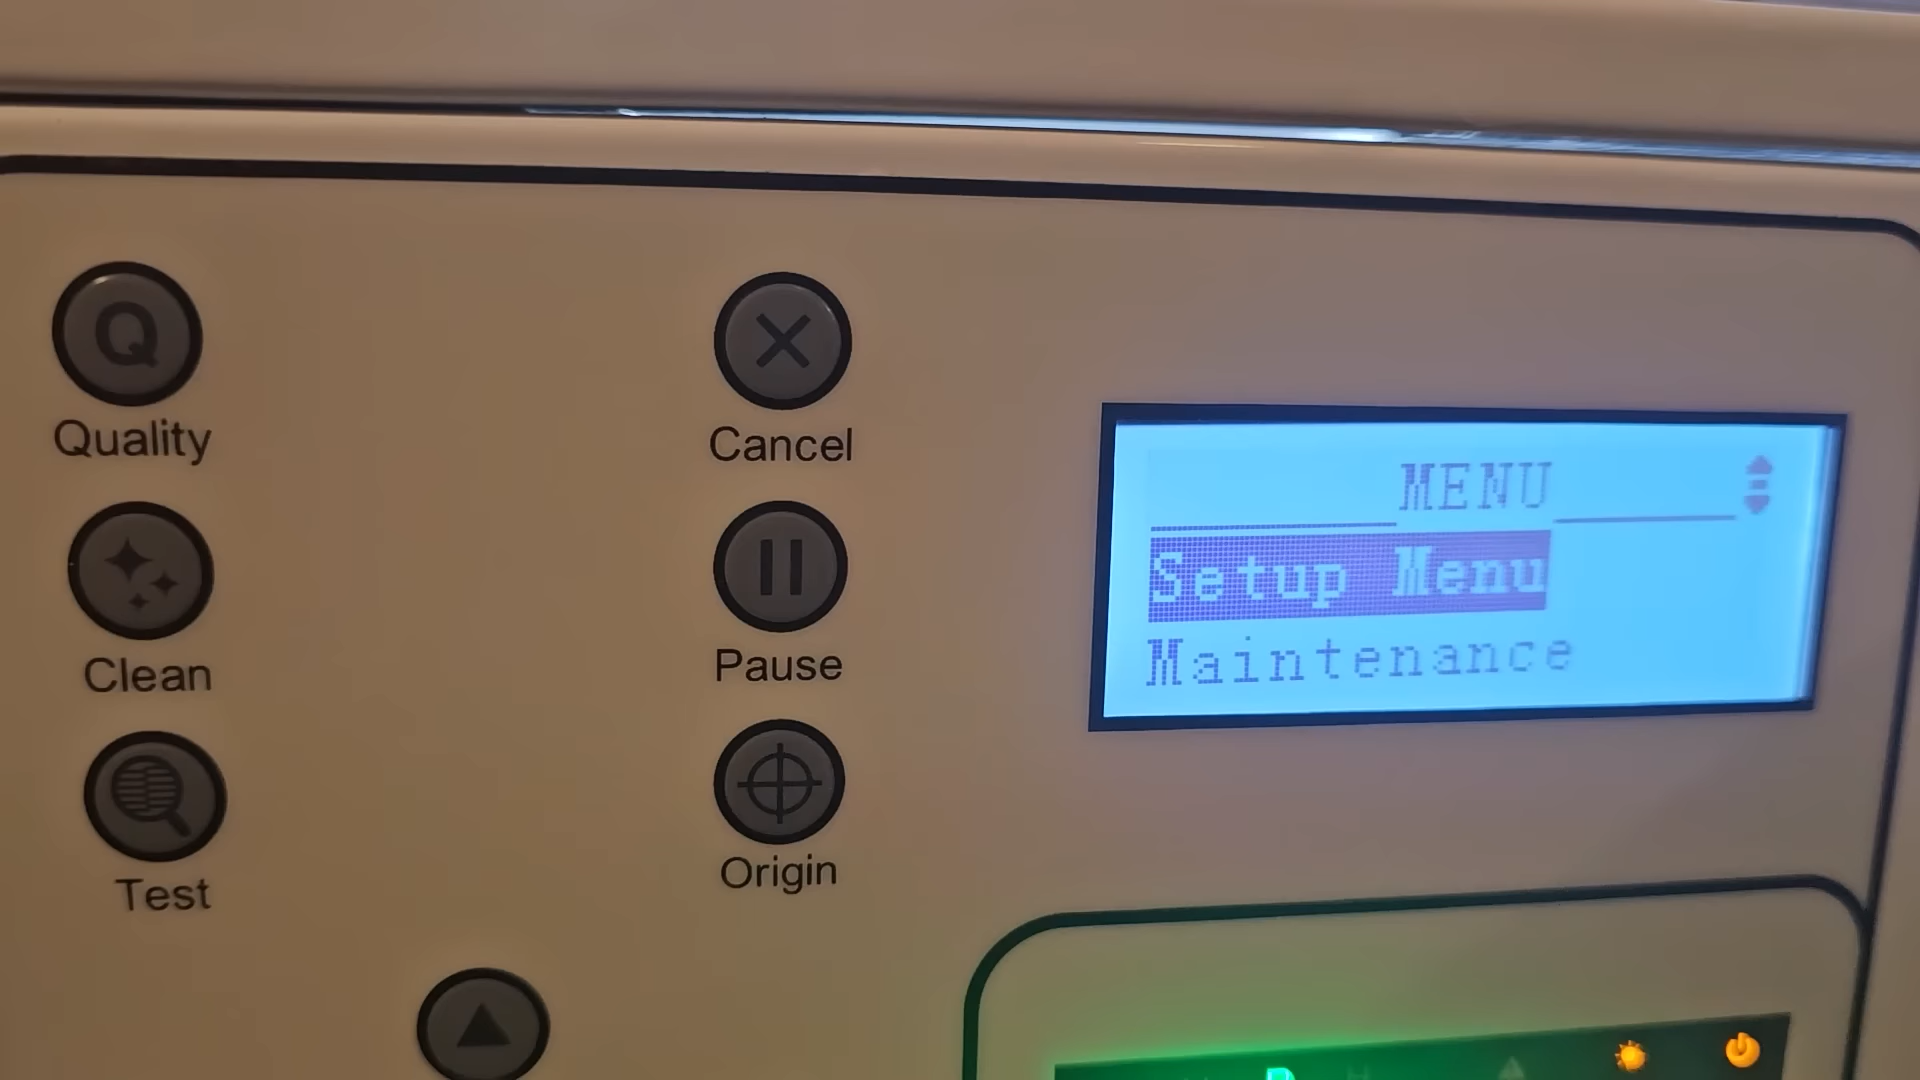 Q
Quality
Clean
Test
Cancel
Pause
Origin
MENU
Setup Menu
Maintenance